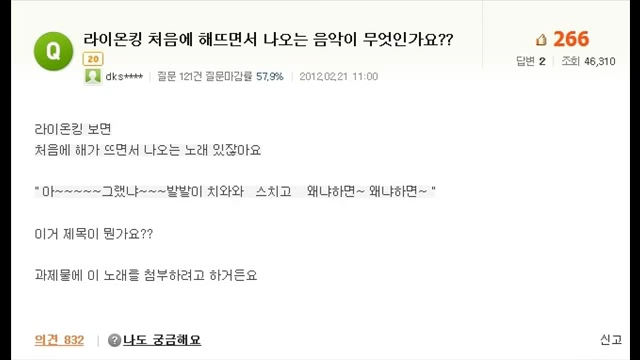 Q
라이온킹 처음에 해뜨면서 나오는 음악이 무엇인가요??
266
20
답변 2 | 조회 46,310
dks**** | 질문 121건 질문마감률 57.9% | 2012.02.21 11:00
라이온킹 보면
처음에 해가 뜨면서 나오는 노래 있잖아요
" 아~~~~~그랬냐~~~발발이 치와와 스치고 왜냐하면~ 왜냐하면~ "
이거 제목이 뭔가요??
과제물에 이 노래를 첨부하려고 하거든요
의견 832 | ? 나도 궁금해요
신고